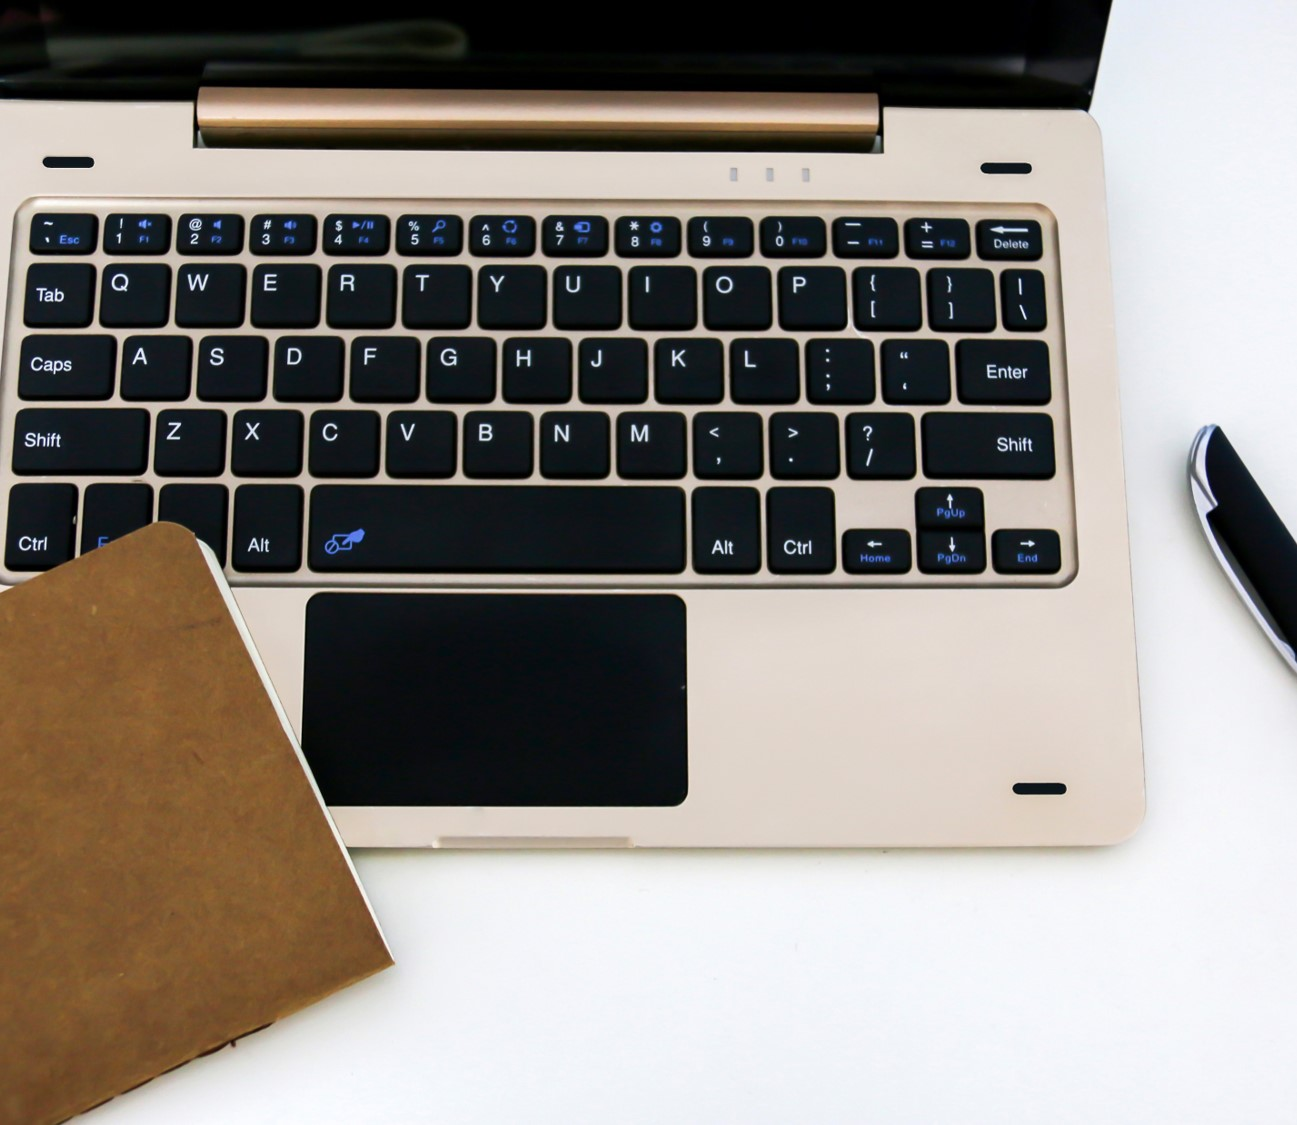 ~ ! @ # $ % ^ & * ( ) — +
` Esc 1 F1 2 F2 3 F3 4 F4 5 F5 6 F6 7 F7 8 F8 9 F9 0 F10 – F11 = F12 Delete
Tab Q W E R T Y U I O P { [ } ] | \
Caps A S D F G H J K L : ; “ ‘ Enter
Shift Z X C V B N M < , > . ? / Shift
Ctrl Alt Alt Ctrl ← Home ↑ PgUp ↓ PgDn → End